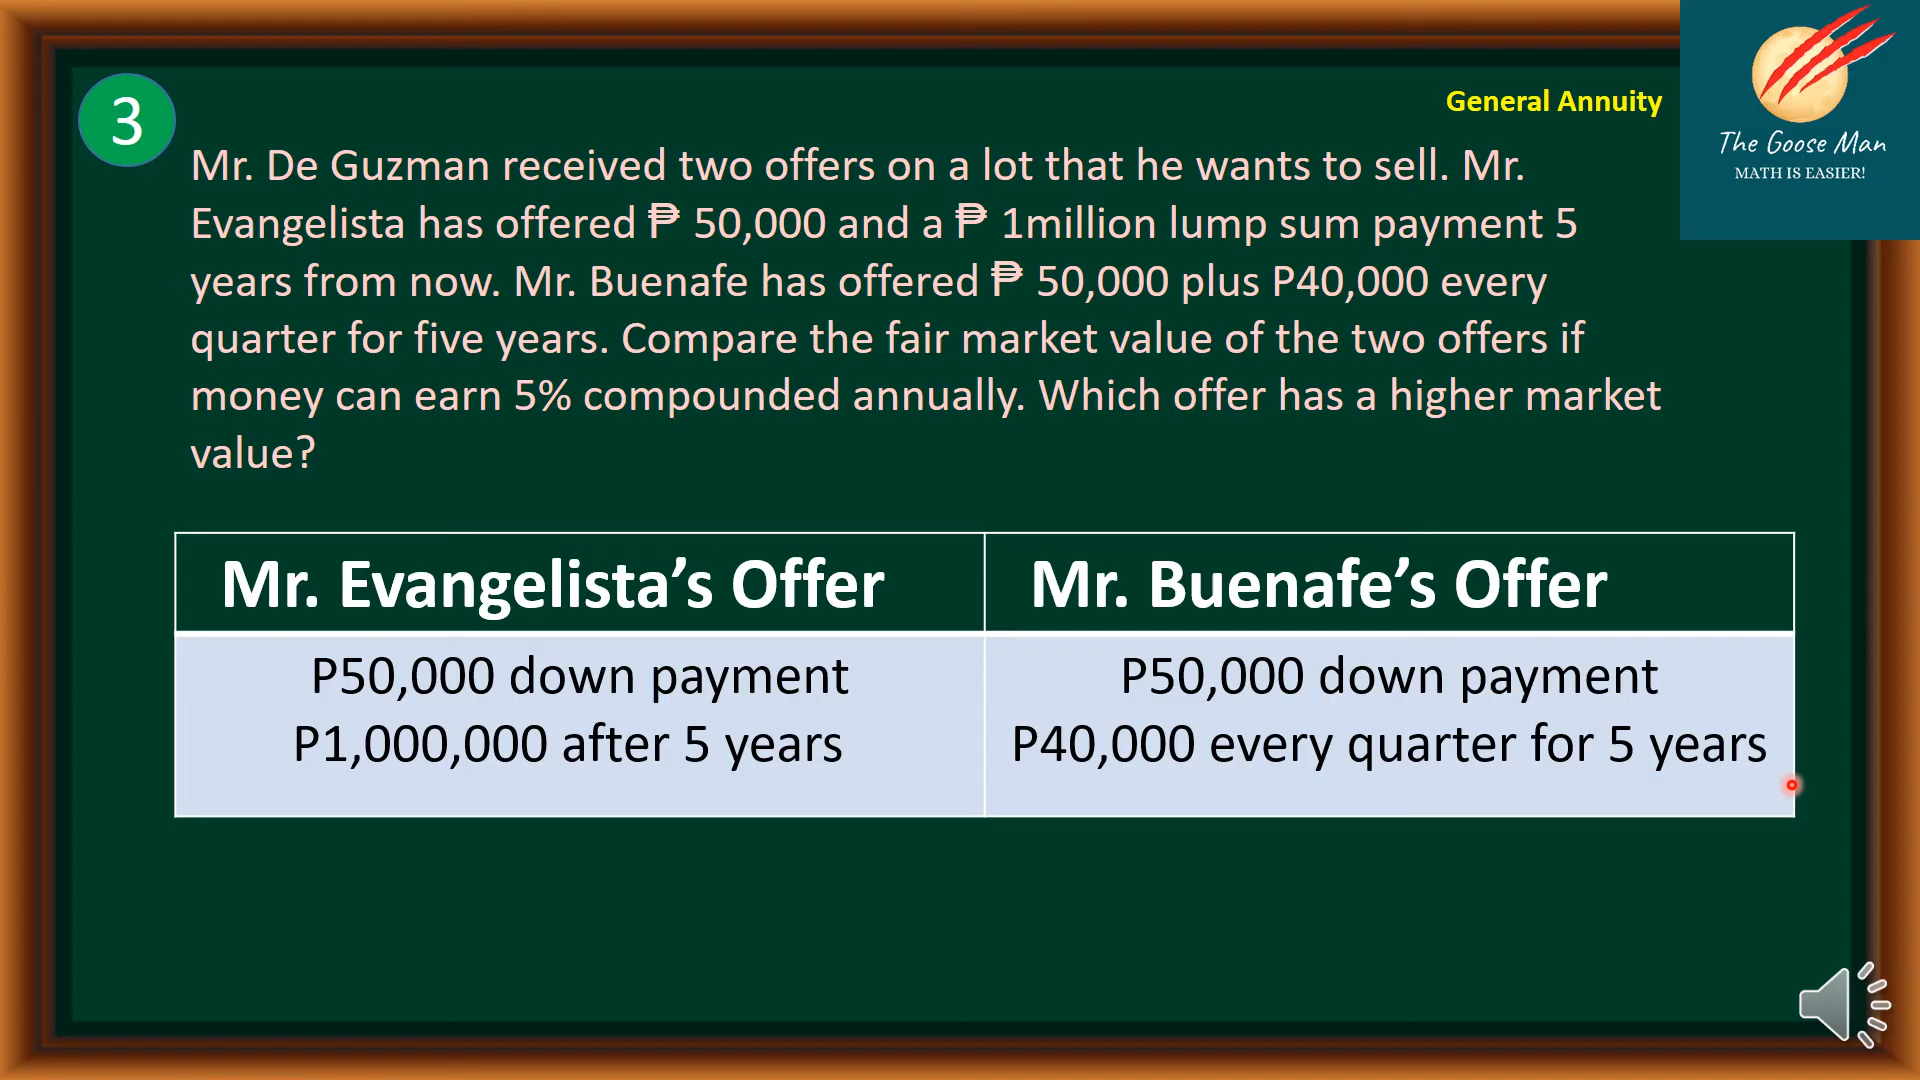 3
General Annuity
The Goose Man
MATH IS EASIER!
Mr. De Guzman received two offers on a lot that he wants to sell. Mr.
Evangelista has offered ₱ 50,000 and a ₱ 1million lump sum payment 5
years from now. Mr. Buenafe has offered ₱ 50,000 plus P40,000 every
quarter for five years. Compare the fair market value of the two offers if
money can earn 5% compounded annually. Which offer has a higher market
value?
Mr. Evangelista’s Offer
Mr. Buenafe’s Offer
P50,000 down payment
P1,000,000 after 5 years
P50,000 down payment
P40,000 every quarter for 5 years